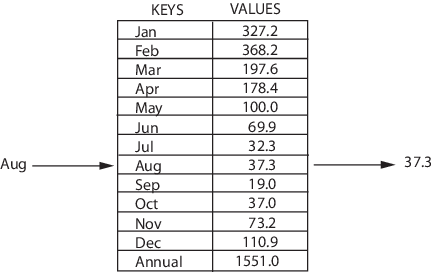 KEYS VALUES
Jan 327.2
Feb 368.2
Mar 197.6
Apr 178.4
May 100.0
Jun 69.9
Jul 32.3
Aug Aug 37.3 37.3
Sep 19.0
Oct 37.0
Nov 73.2
Dec 110.9
Annual 1551.0